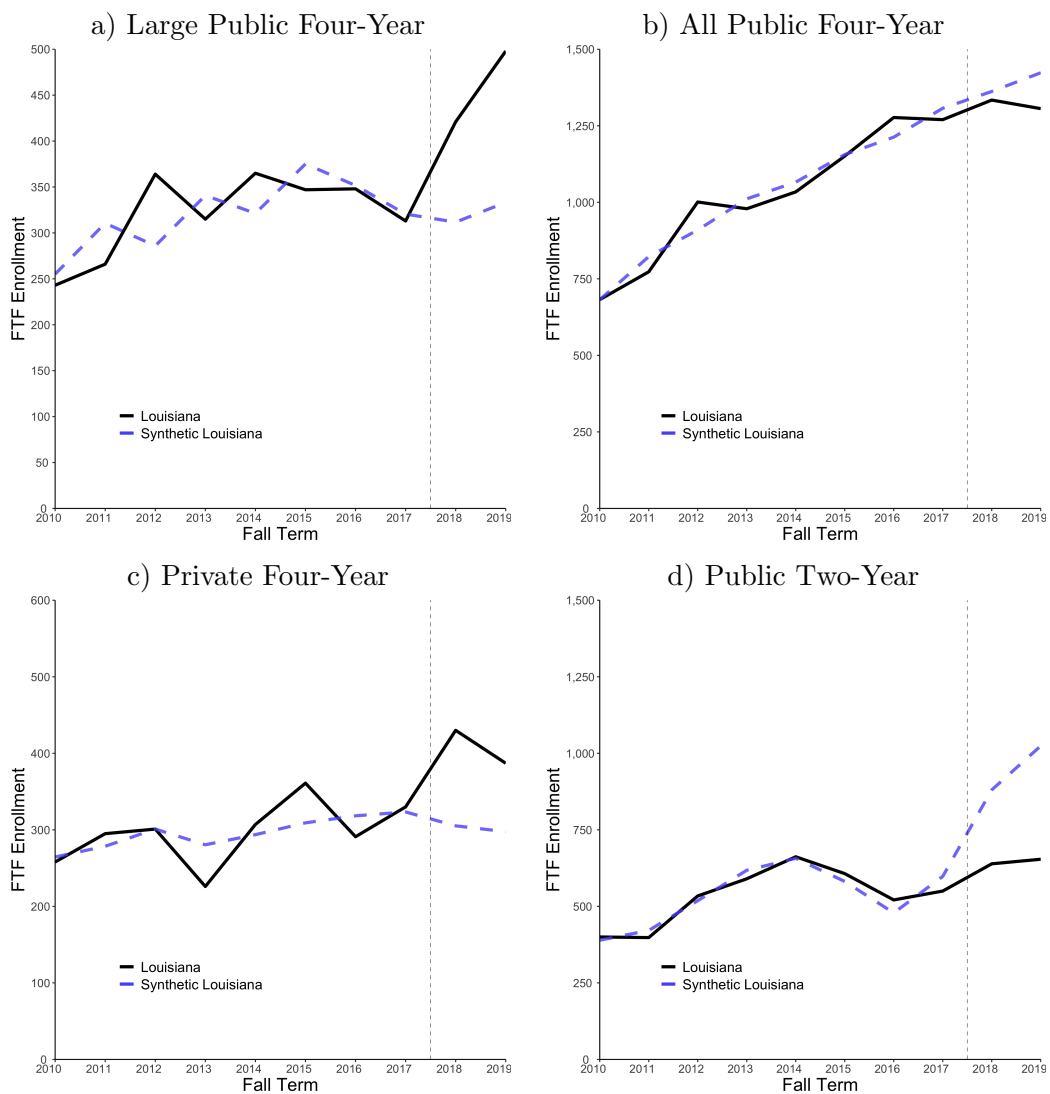 a) Large Public Four-Year
FTF Enrollment
500
450
400
350
300
250
200
150
100
50
0
Louisiana
Synthetic Louisiana
2010 2011 2012 2013 2014 2015 2016 2017 2018 2019
Fall Term
b) All Public Four-Year
FTF Enrollment
1,500
1,250
1,000
750
500
250
0
Louisiana
Synthetic Louisiana
2010 2011 2012 2013 2014 2015 2016 2017 2018 2019
Fall Term
c) Private Four-Year
FTF Enrollment
600
500
400
300
200
100
0
Louisiana
Synthetic Louisiana
2010 2011 2012 2013 2014 2015 2016 2017 2018 2019
Fall Term
d) Public Two-Year
FTF Enrollment
1,500
1,250
1,000
750
500
250
0
Louisiana
Synthetic Louisiana
2010 2011 2012 2013 2014 2015 2016 2017 2018 2019
Fall Term